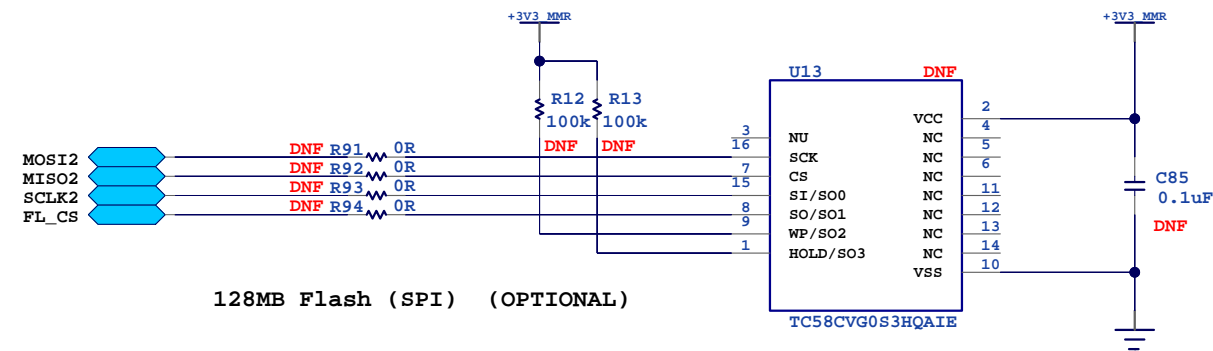 +3V3_MMR
+3V3_MMR
U13 DNF
R12 R13
100k 100k
DNF DNF
2
VCC
4
3
NU NC
16 5
MOSI2 DNF R91 0R SCK NC
6
MISO2 DNF R92 0R 7 CS NC
C85
15 11
SCLK2 DNF R93 0R SI/SO0 NC 0.1uF
FL_CS DNF R94 0R 8 SO/SO1 NC 12
9 13
WP/SO2 NC DNF
1 HOLD/SO3 NC 14
VSS 10
128MB Flash (SPI) (OPTIONAL)
TC58CVG0S3HQAIE